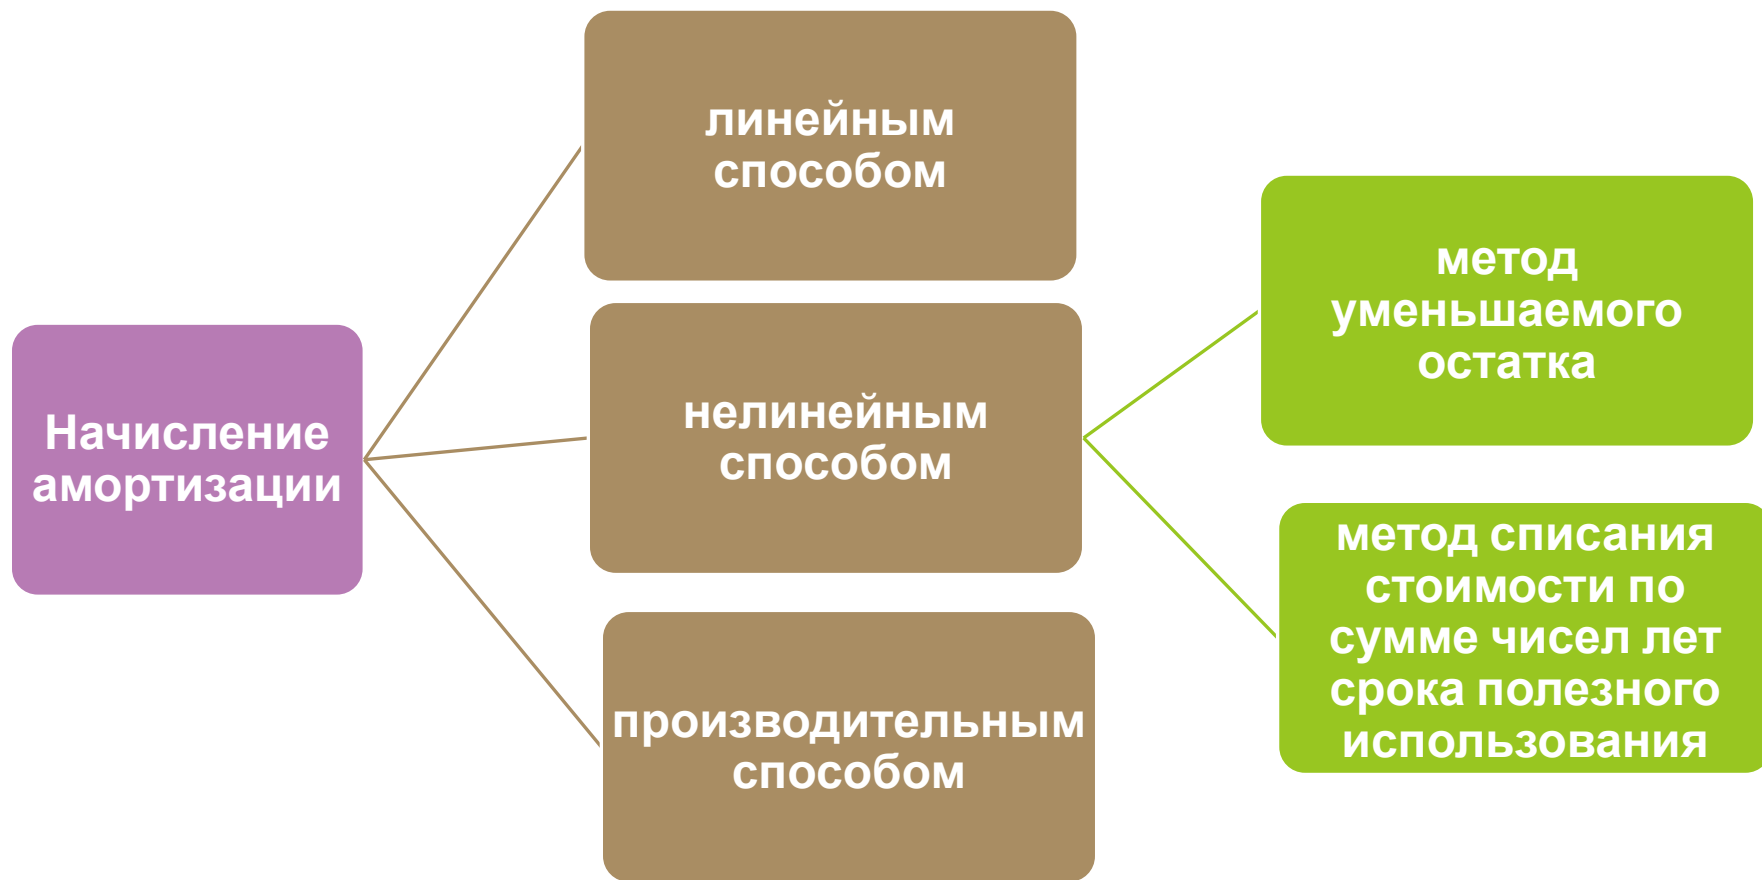 Начисление
амортизации
линейным
способом
нелинейным
способом
производительным
способом
метод
уменьшаемого
остатка
метод списания
стоимости по
сумме чисел лет
срока полезного
использования